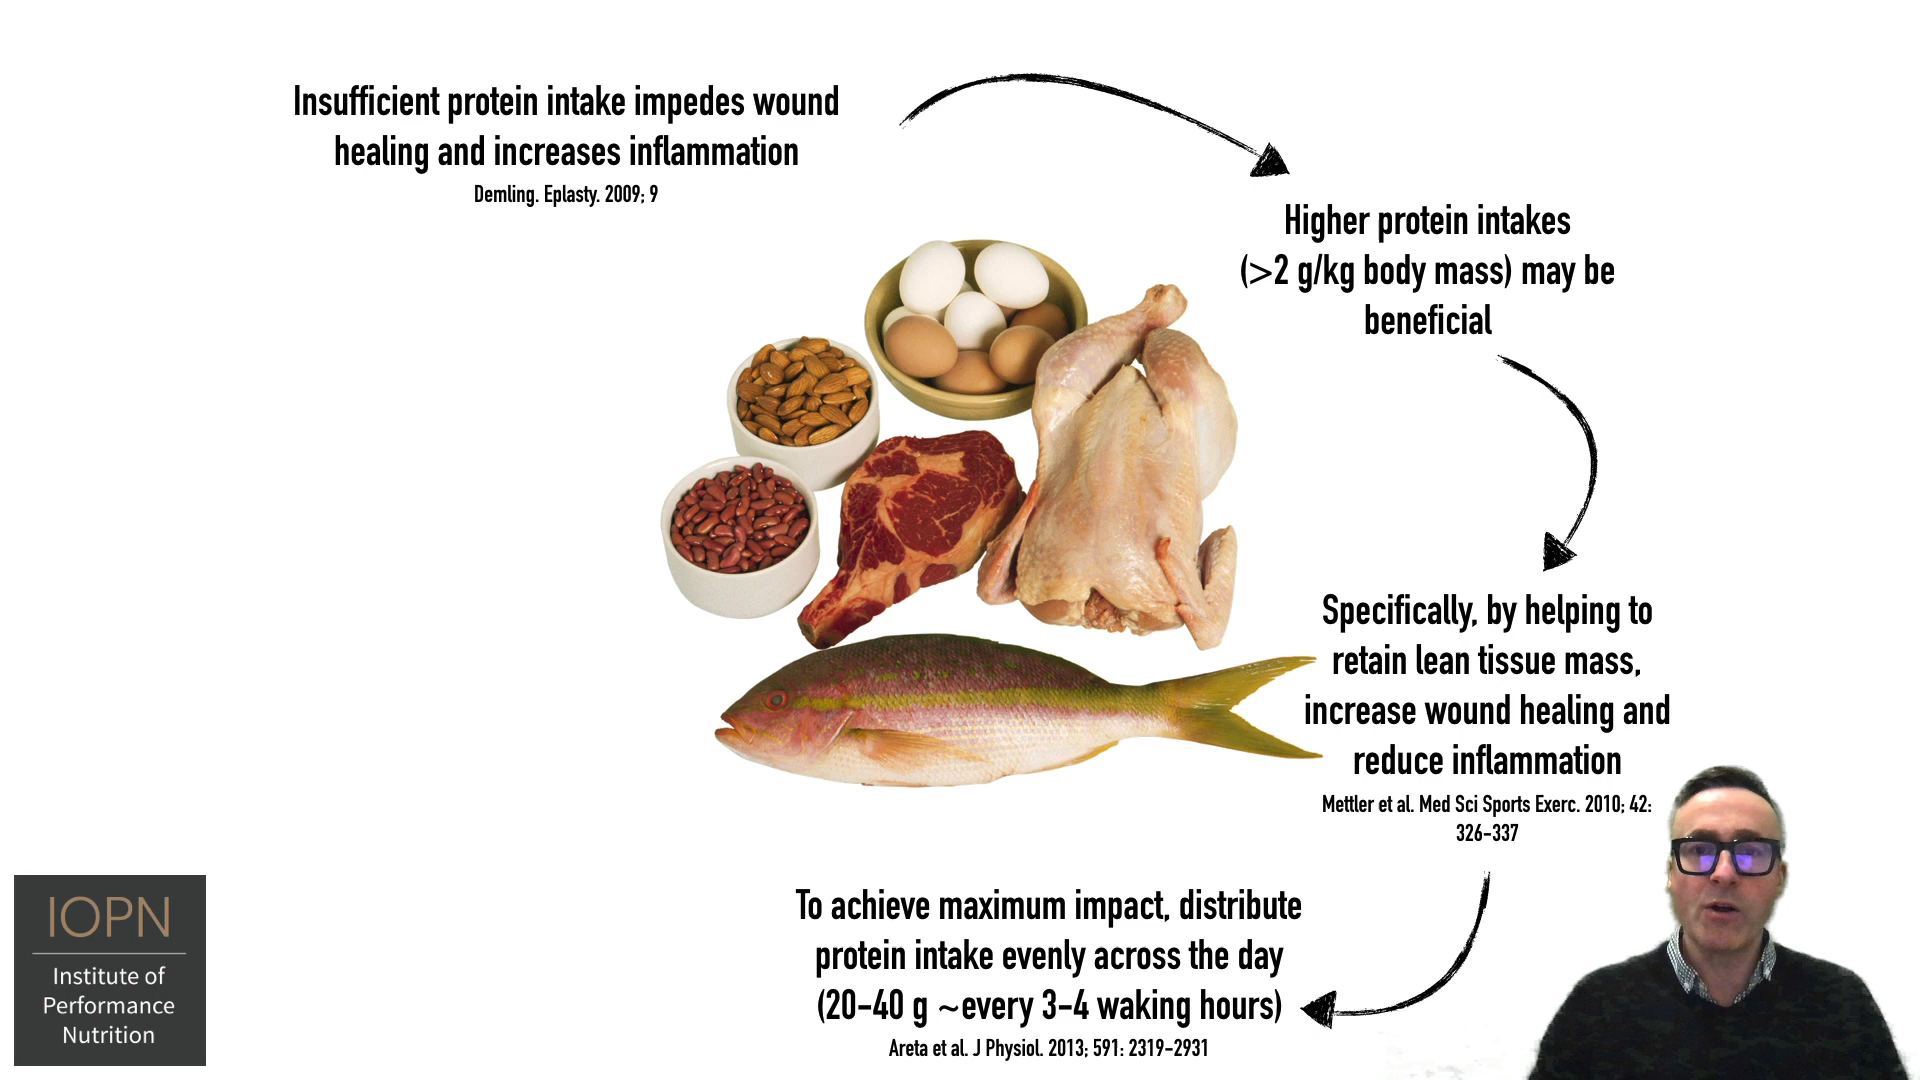 Insufficient protein intake impedes wound
healing and increases inflammation
Demling. Eplasty. 2009; 9
Higher protein intakes
(>2 g/kg body mass) may be
beneficial
Specifically, by helping to
retain lean tissue mass,
increase wound healing and
reduce inflammation
Mettler et al. Med Sci Sports Exerc. 2010; 42:
326-337
To achieve maximum impact, distribute
protein intake evenly across the day
(20-40 g ~every 3-4 waking hours)
Areta et al. J Physiol. 2013; 591: 2319-2931
IOPN
Institute of
Performance
Nutrition